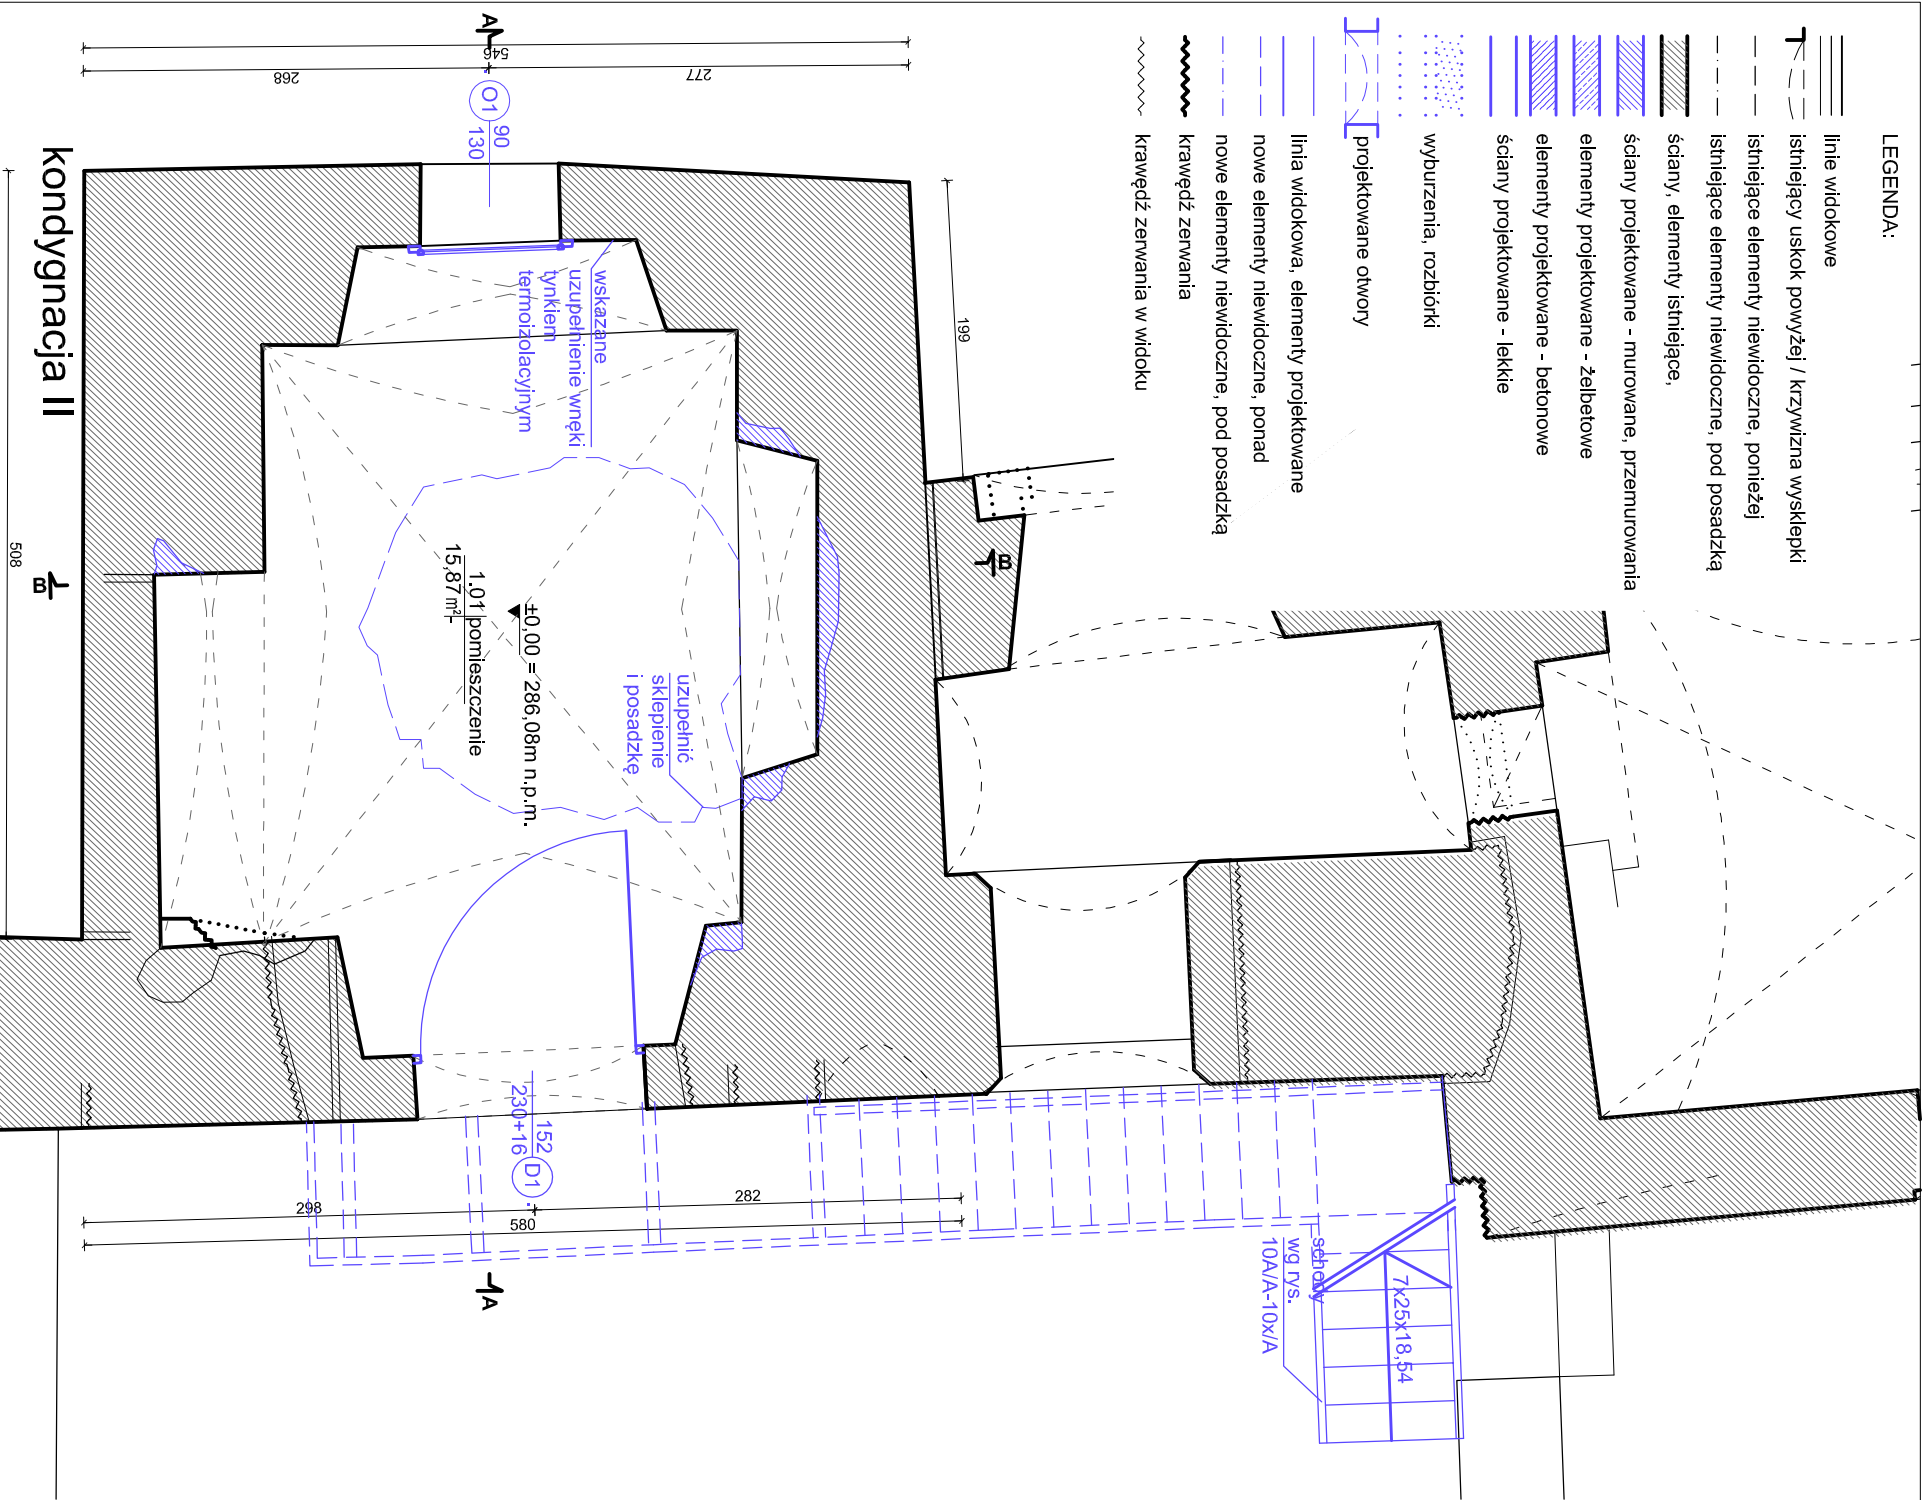 LEGENDA:
linie widokowe
istniejący uskok powyżej / krzywizna wysklepki
istniejące elementy niewidoczne, ponieżej
istniejące elementy niewidoczne, pod posadzką
ściany, elementy istniejące,
ściany projektowane - murowane, przemurowania
elementy projektowane - żelbetowe
elementy projektowane - betonowe
ściany projektowane - lekkie
wyburzenia, rozbiórki
projektowane otwory
linia widokowa, elementy projektowane
nowe elementy niewidoczne, ponad
nowe elementy niewidoczne, pod posadzką
krawędź zerwania
krawędź zerwania w widoku
199
A
546
277
268
O1
90
130
wskazane
uzupełnienie wnęki
tynkiem
termoizolacyjnym
B
B
±0,00 = 286,08m n.p.m.
1.01 pomieszczenie
15,87 m²
uzupełnić
sklepienie
i posadzkę
152
230+16
D1
282
298
580
A
schody
wg rys.
10A/A-10x/A
7x25x18,54
508
kondygnacja II